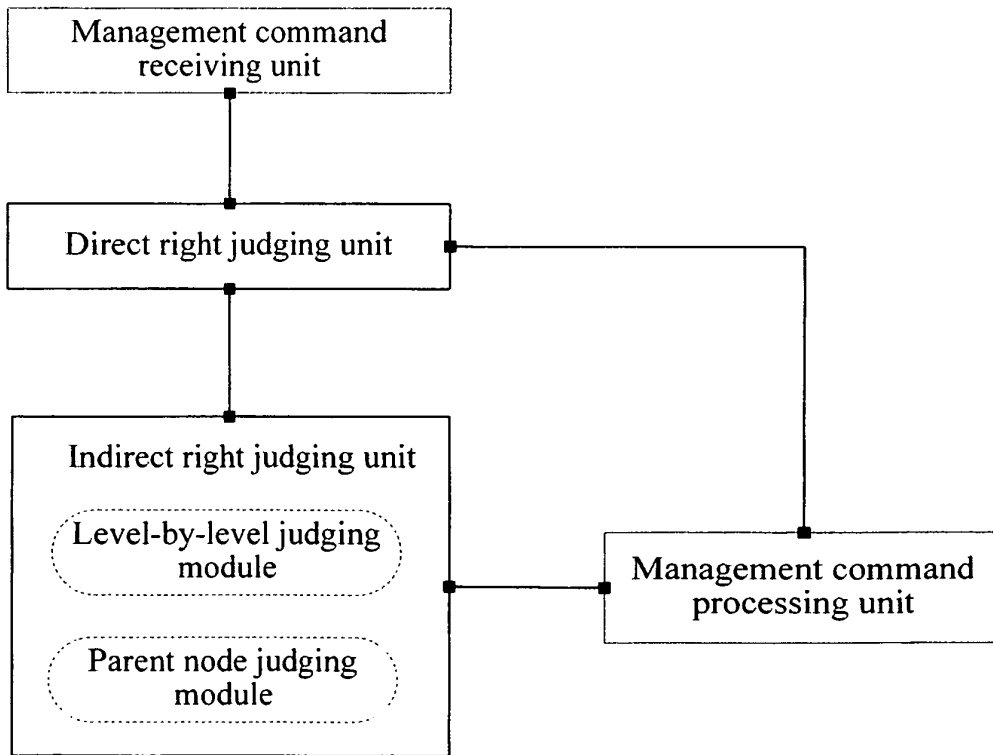 Management command
receiving unit
Direct right judging unit
Indirect right judging unit
Level-by-level judging
module
Parent node judging
module
Management command
processing unit